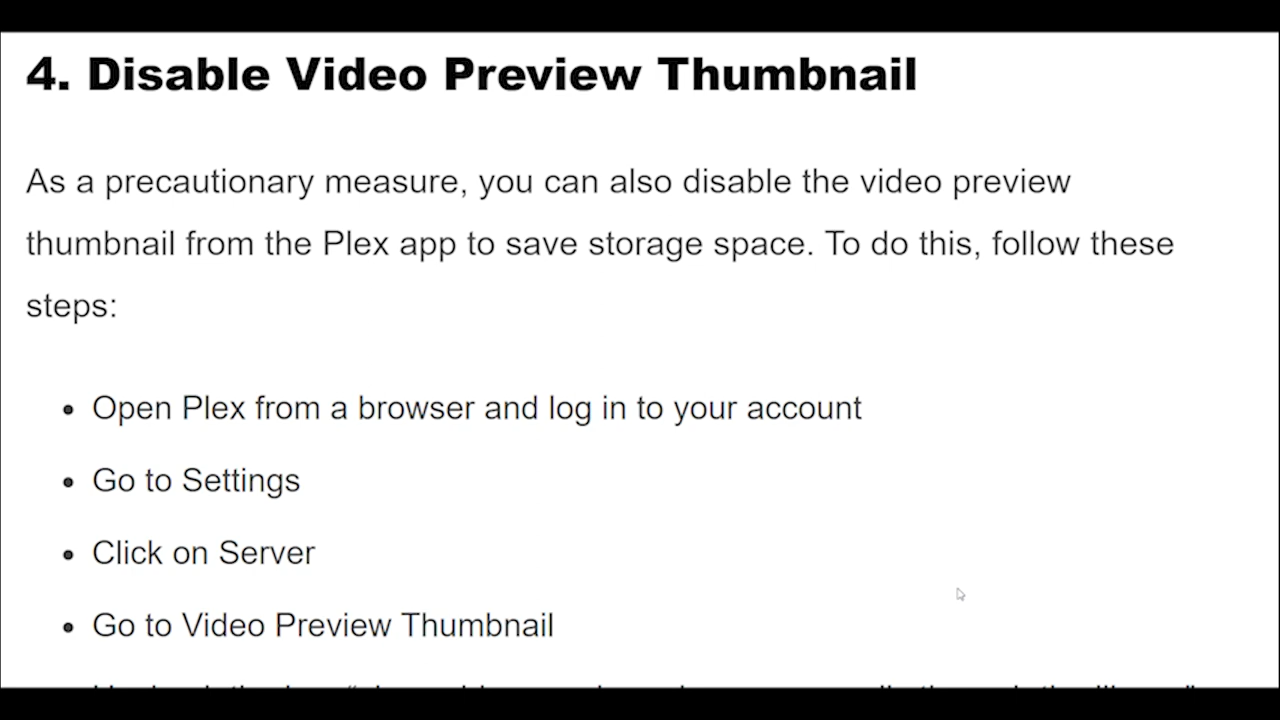 4. Disable Video Preview Thumbnail
As a precautionary measure, you can also disable the video preview
thumbnail from the Plex app to save storage space. To do this, follow these
steps:
Open Plex from a browser and log in to your account
Go to Settings
Click on Server
Go to Video Preview Thumbnail